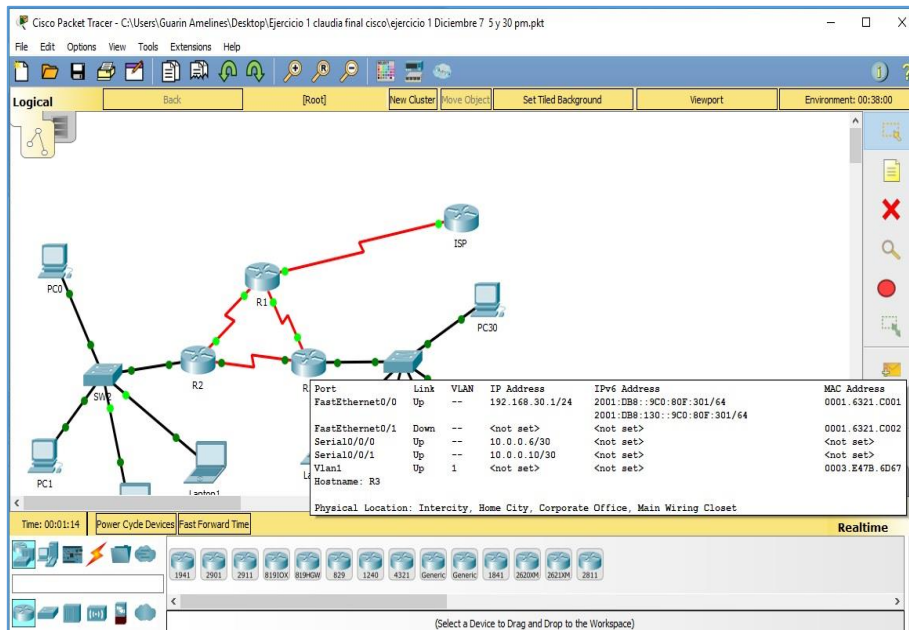 Cisco Packet Tracer - C:\Users\Guarin Amelines\Desktop\Ejercicio 1 claudia final cisco\ejercicio 1 Diciembre 7 5 y 30 pm.pkt
File Edit Options View Tools Extensions Help
Logical Back [Root] New Cluster Move Object Set Tiled Background Viewport Environment: 00:38:00
ISP
PC0
R1
PC30
R2
SW2
PC1
Laptop1
Port Link VLAN IP Address IPv6 Address MAC Address
FastEthernet0/0 Up -- 192.168.30.1/24 2001:DB8::9C0:80F:301/64 0001.6321.C001
2001:DB8:130::9C0:80F:301/64
FastEthernet0/1 Down -- <not set> <not set> 0001.6321.C002
Serial0/0/0 Up -- 10.0.0.6/30 <not set> <not set>
Serial0/0/1 Up -- 10.0.0.10/30 <not set> <not set>
Vlan1 Up 1 <not set> <not set> 0003.E47B.6D67
Hostname: R3
Physical Location: Intercity, Home City, Corporate Office, Main Wiring Closet
Time: 00:01:14 Power Cycle Devices Fast Forward Time Realtime
1941 2901 2911 819IOX 819HGW 829 1240 4321 Generic Generic 1841 2620XM 2621XM 2811
(Select a Device to Drag and Drop to the Workspace)